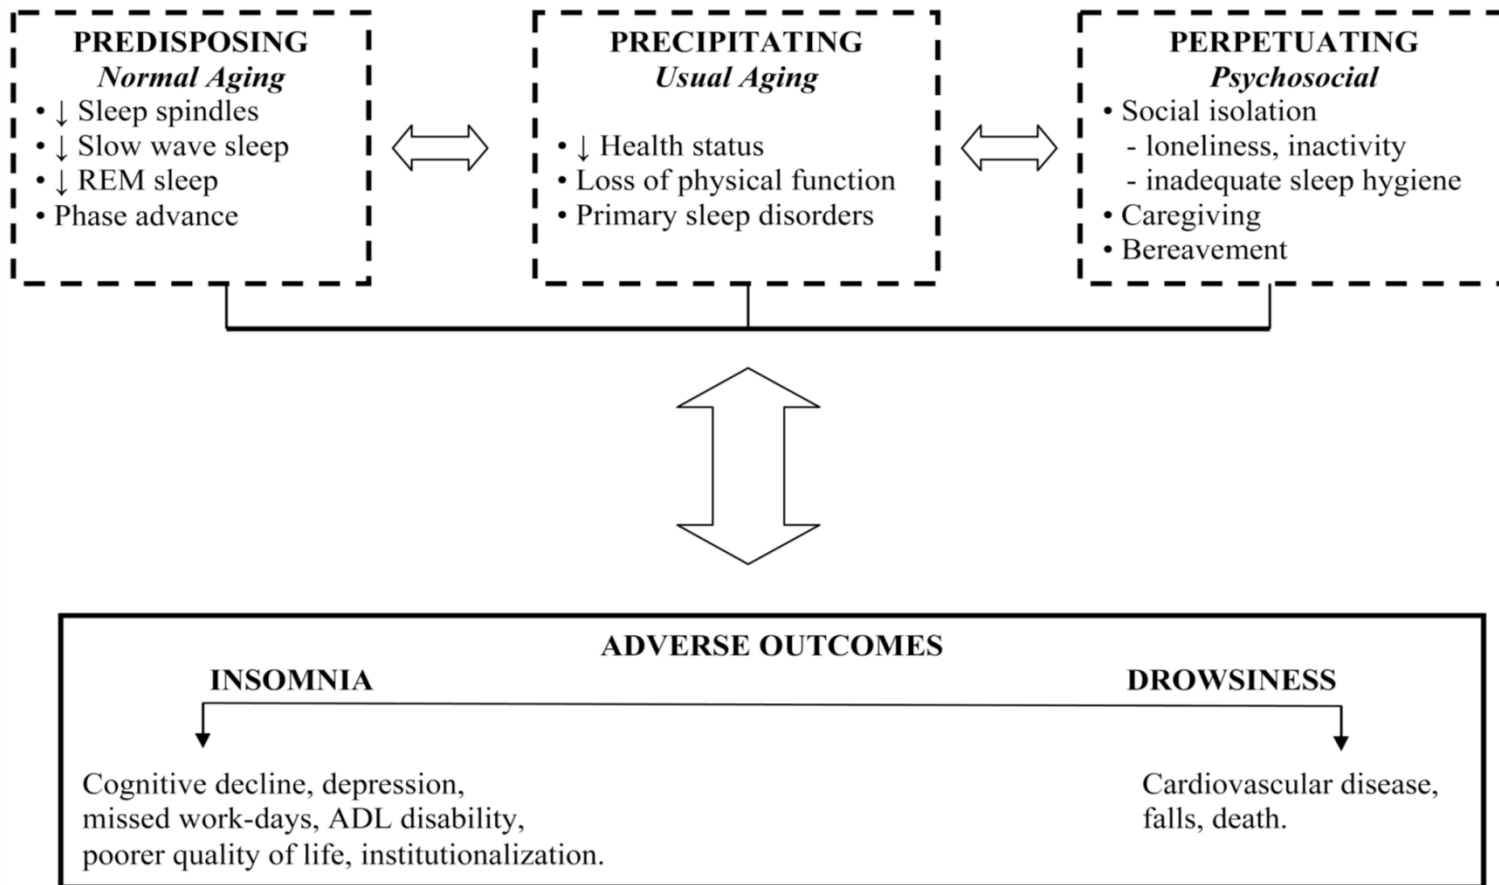 PREDISPOSING
Normal Aging
• ↓ Sleep spindles
• ↓ Slow wave sleep
• ↓ REM sleep
• Phase advance
PRECIPITATING
Usual Aging
• ↓ Health status
• Loss of physical function
• Primary sleep disorders
PERPETUATING
Psychosocial
• Social isolation
- loneliness, inactivity
- inadequate sleep hygiene
• Caregiving
• Bereavement
ADVERSE OUTCOMES
INSOMNIA
DROWSINESS
Cognitive decline, depression,
missed work-days, ADL disability,
poorer quality of life, institutionalization.
Cardiovascular disease,
falls, death.